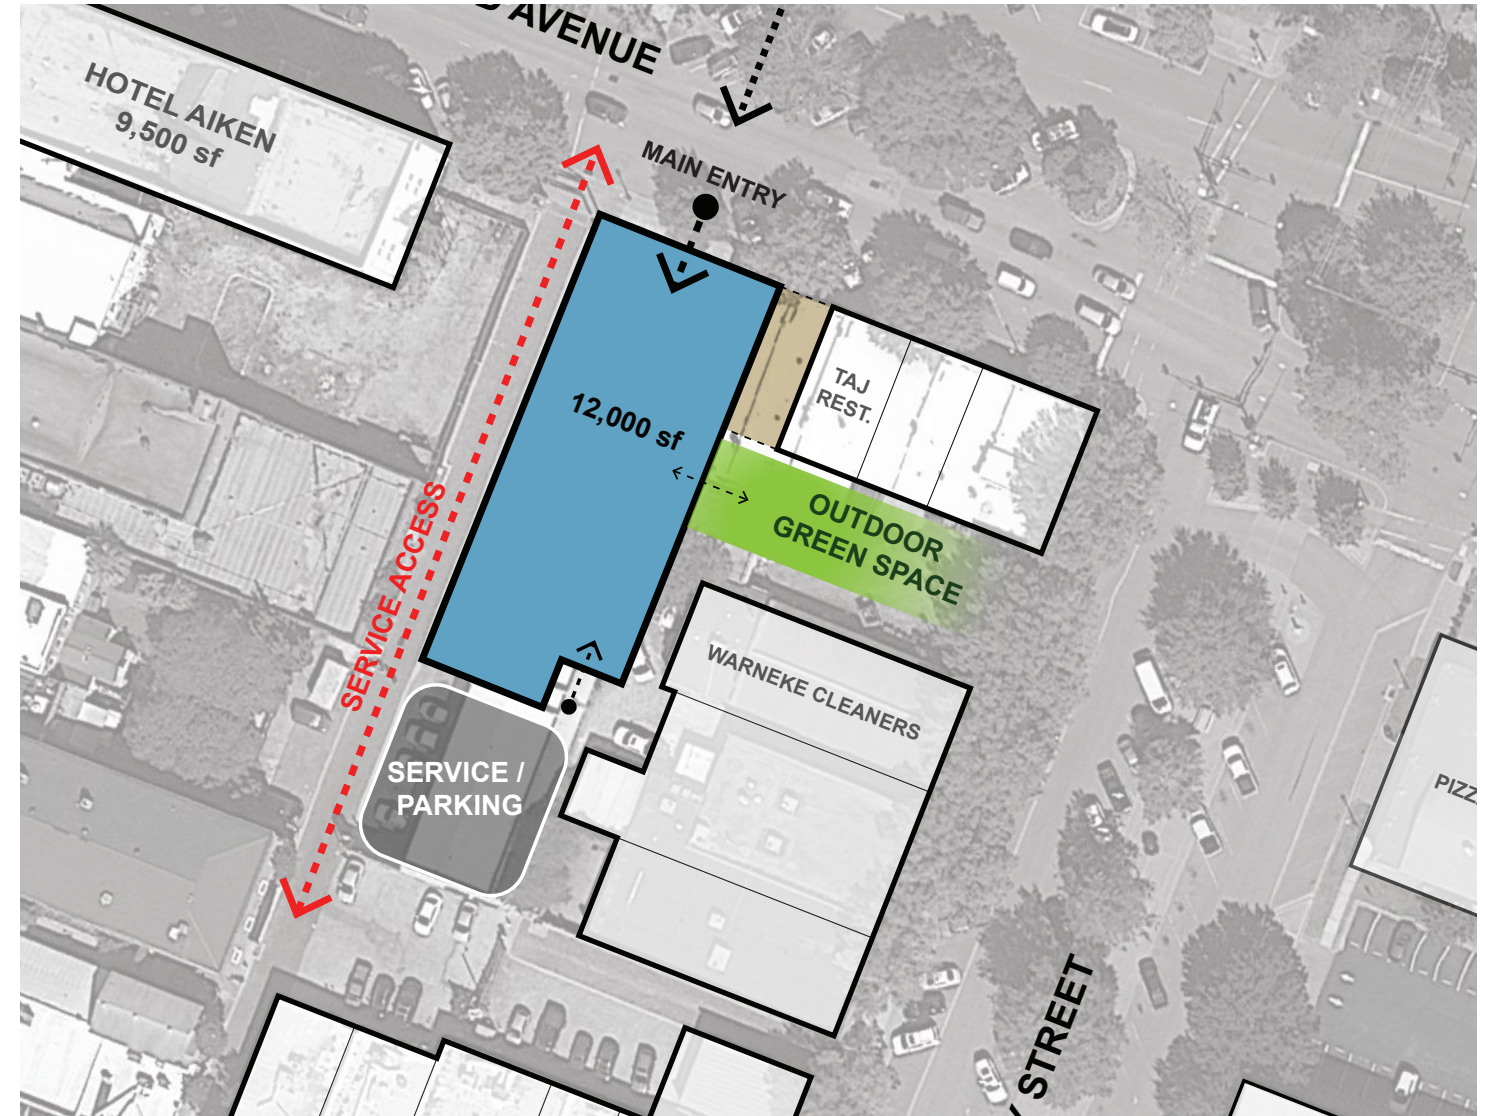 AVENUE
HOTEL AIKEN
9,500 sf
MAIN ENTRY
TAJ
REST.
12,000 sf
OUTDOOR
GREEN SPACE
SERVICE ACCESS
WARNEKE CLEANERS
SERVICE /
PARKING
PIZZ
STREET